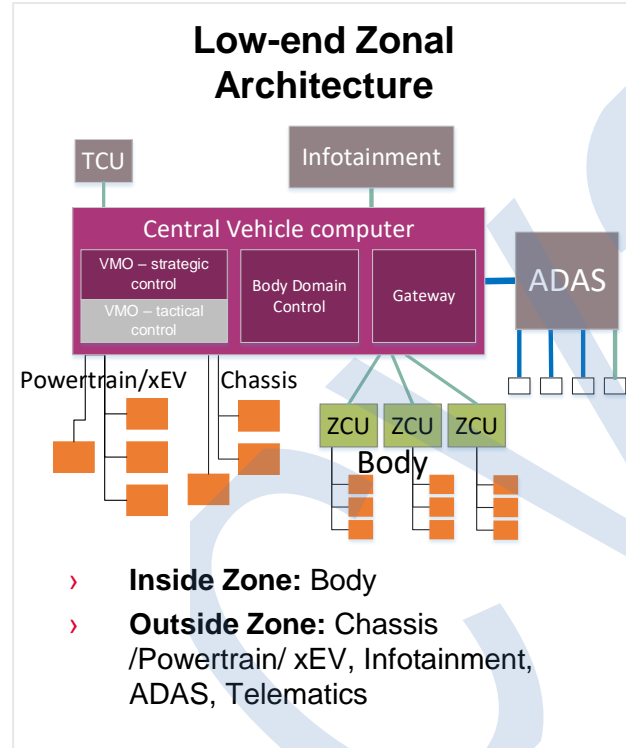 Low-end Zonal
Architecture
TCU
Infotainment
Central Vehicle computer
VMO – strategic
control
VMO – tactical
control
Body Domain
Control
Gateway
ADAS
Powertrain/xEV
Chassis
ZCU
ZCU
ZCU
Body
› Inside Zone: Body
› Outside Zone: Chassis
/Powertrain/ xEV, Infotainment,
ADAS, Telematics